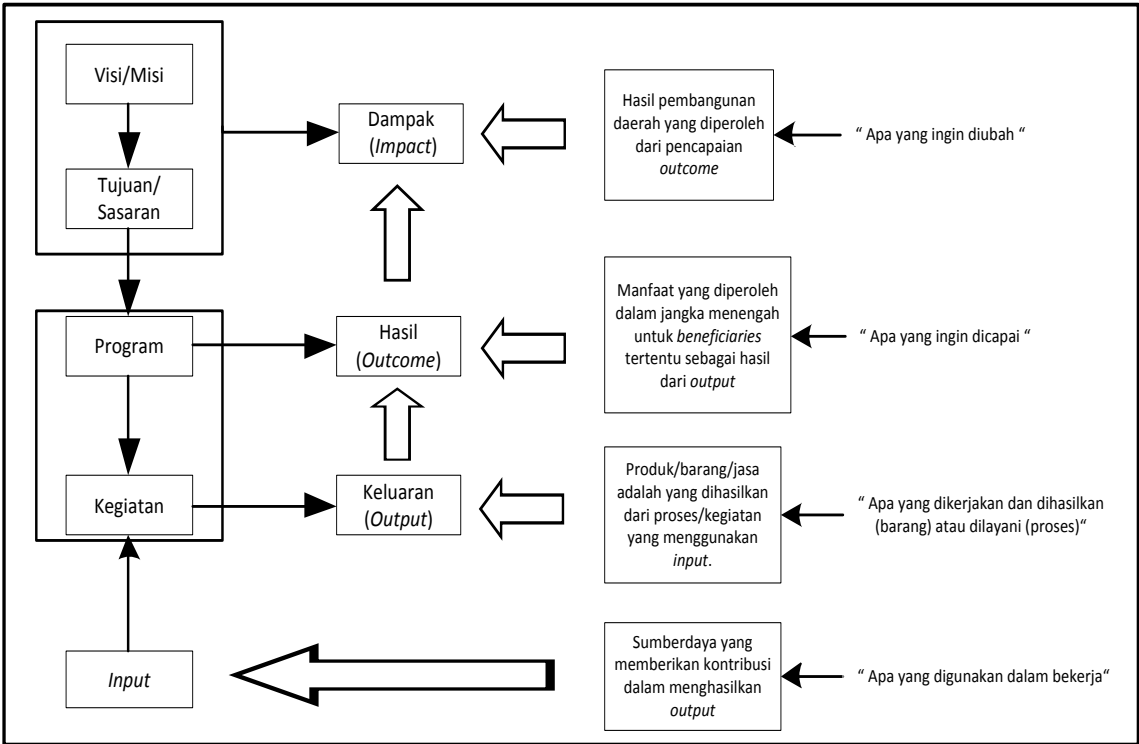 Visi/Misi
Tujuan/
Sasaran
Dampak
(Impact)
Hasil pembangunan
daerah yang diperoleh
dari pencapaian
outcome
“ Apa yang ingin diubah “
Program
Hasil
(Outcome)
Manfaat yang diperoleh
dalam jangka menengah
untuk beneficiaries
tertentu sebagai hasil
dari output
“ Apa yang ingin dicapai “
Kegiatan
Keluaran
(Output)
Produk/barang/jasa
adalah yang dihasilkan
dari proses/kegiatan
yang menggunakan
input.
“ Apa yang dikerjakan dan dihasilkan
(barang) atau dilayani (proses)“
Input
Sumberdaya yang
memberikan kontribusi
dalam menghasilkan
output
“ Apa yang digunakan dalam bekerja“